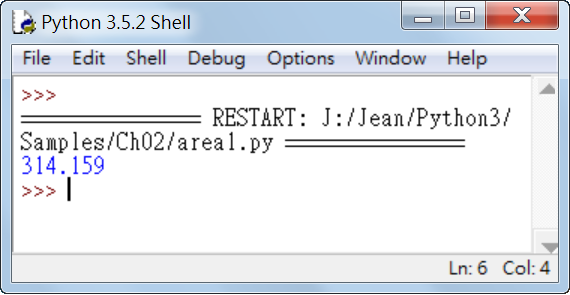 Python 3.5.2 Shell
File Edit Shell Debug Options Window Help
>>>
================ RESTART: J:/Jean/Python3/
Samples/Ch02/area1.py ================
314.159
>>>
Ln: 6 Col: 4